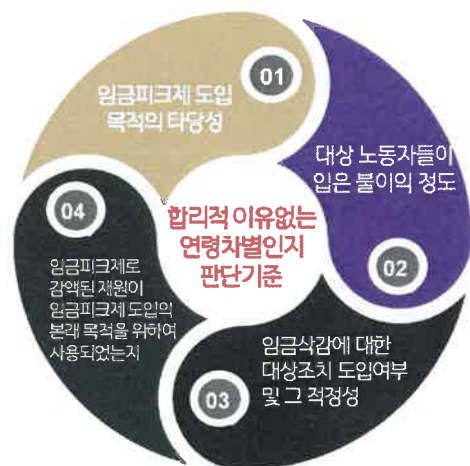 01
임금피크제 도입
목적의 타당성
대상 노동자들이
입은 불이익 정도
02
합리적 이유없는
연령차별인지
판단기준
04
임금피크제로
감액된 재원이
임금피크제 도입의
본래 목적을 위하여
사용되었는지
임금삭감에 대한
대상조치 도입여부
및 그 적정성
03